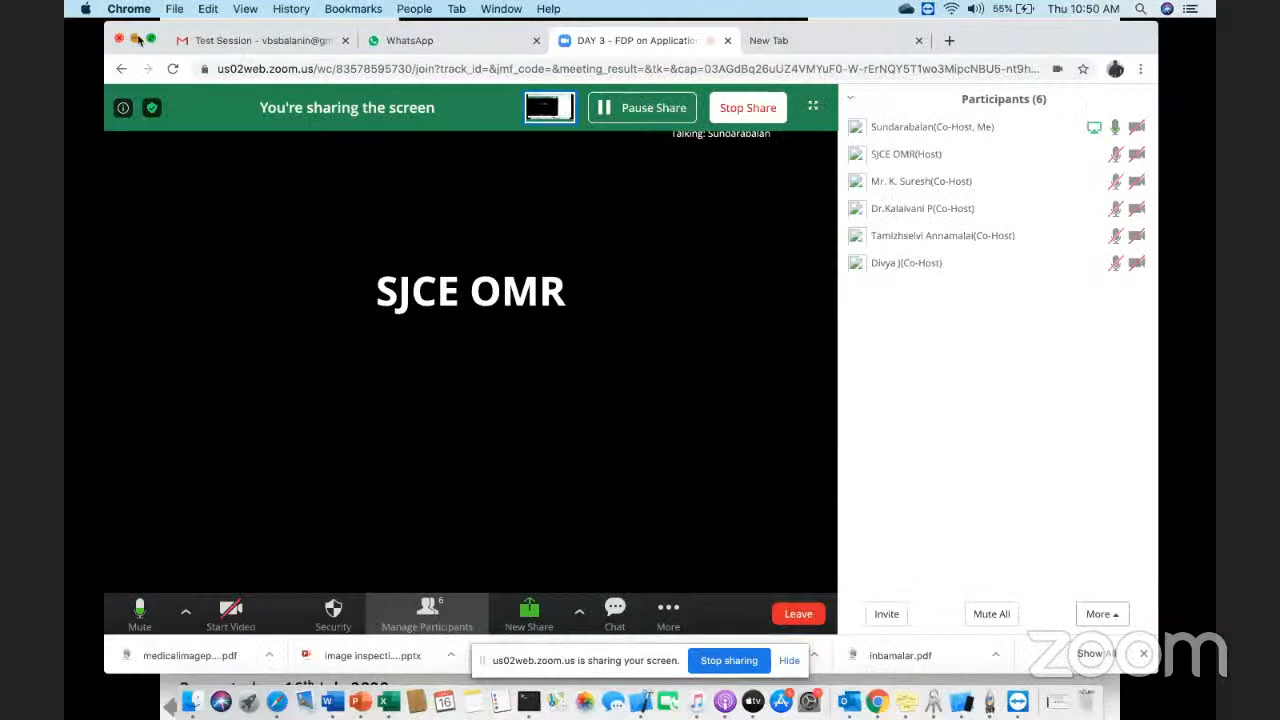 Chrome File Edit View History Bookmarks People Tab Window Help 55% Thu 10:50 AM
Test Session - vbsbalanin@gm WhatsApp DAY 3 - FDP on Application New Tab
us02web.zoom.us/wc/83578595730/join?track_id=&jmf_code=&meeting_result=&tk=&cap=03AGdBq26uUZ4VMYuF0-W-rErNQY5T1wo3MipcNBU5-nt9h...
You're sharing the screen Pause Share Stop Share
Talking: Sundarabalan
Participants (6)
Sundarabalan(Co-Host, Me)
SJCE OMR(Host)
Mr. K. Suresh(Co-Host)
Dr.Kalaivani P(Co-Host)
Tamizhselvi Annamalai(Co-Host)
Divya J(Co-Host)
SJCE OMR
6
Mute Start Video Security Manage Participants New Share Chat More Leave
Invite Mute All More
zoom
medicalimagep....pdf image inspecti....pptx us02web.zoom.us is sharing your screen. Stop sharing Hide inbamalar.pdf Show All
16